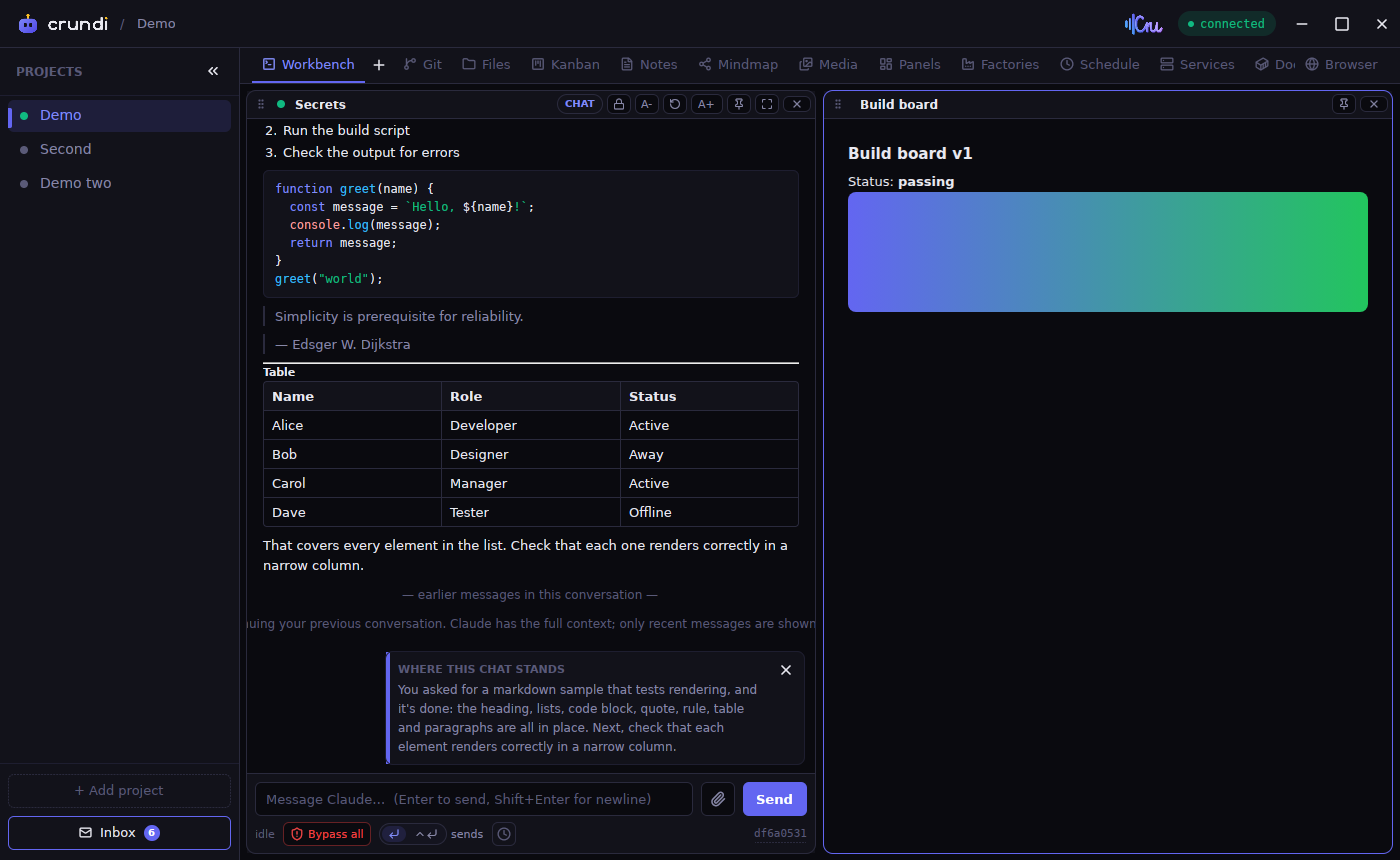 crundi / Demo
Cru
connected
PROJECTS
Workbench
Git
Files
Kanban
Notes
Mindmap
Media
Panels
Factories
Schedule
Services
Browser
Demo
Second
Demo two
+ Add project
Inbox 6
Secrets
CHAT
A-
A+
2. Run the build script
3. Check the output for errors
function greet(name) {
  const message = `Hello, ${name}!`;
  console.log(message);
  return message;
}
greet("world");
Simplicity is prerequisite for reliability.
— Edsger W. Dijkstra
Table
Name Role Status
Alice Developer Active
Bob Designer Away
Carol Manager Active
Dave Tester Offline
That covers every element in the list. Check that each one renders correctly in a
narrow column.
— earlier messages in this conversation —
your previous conversation. Claude has the full context; only recent messages are shown
WHERE THIS CHAT STANDS
You asked for a markdown sample that tests rendering, and
it's done: the heading, lists, code block, quote, rule, table
and paragraphs are all in place. Next, check that each
element renders correctly in a narrow column.
Message Claude... (Enter to send, Shift+Enter for newline)
Send
idle
Bypass all
sends
df6a0531
Build board
Build board v1
Status: passing